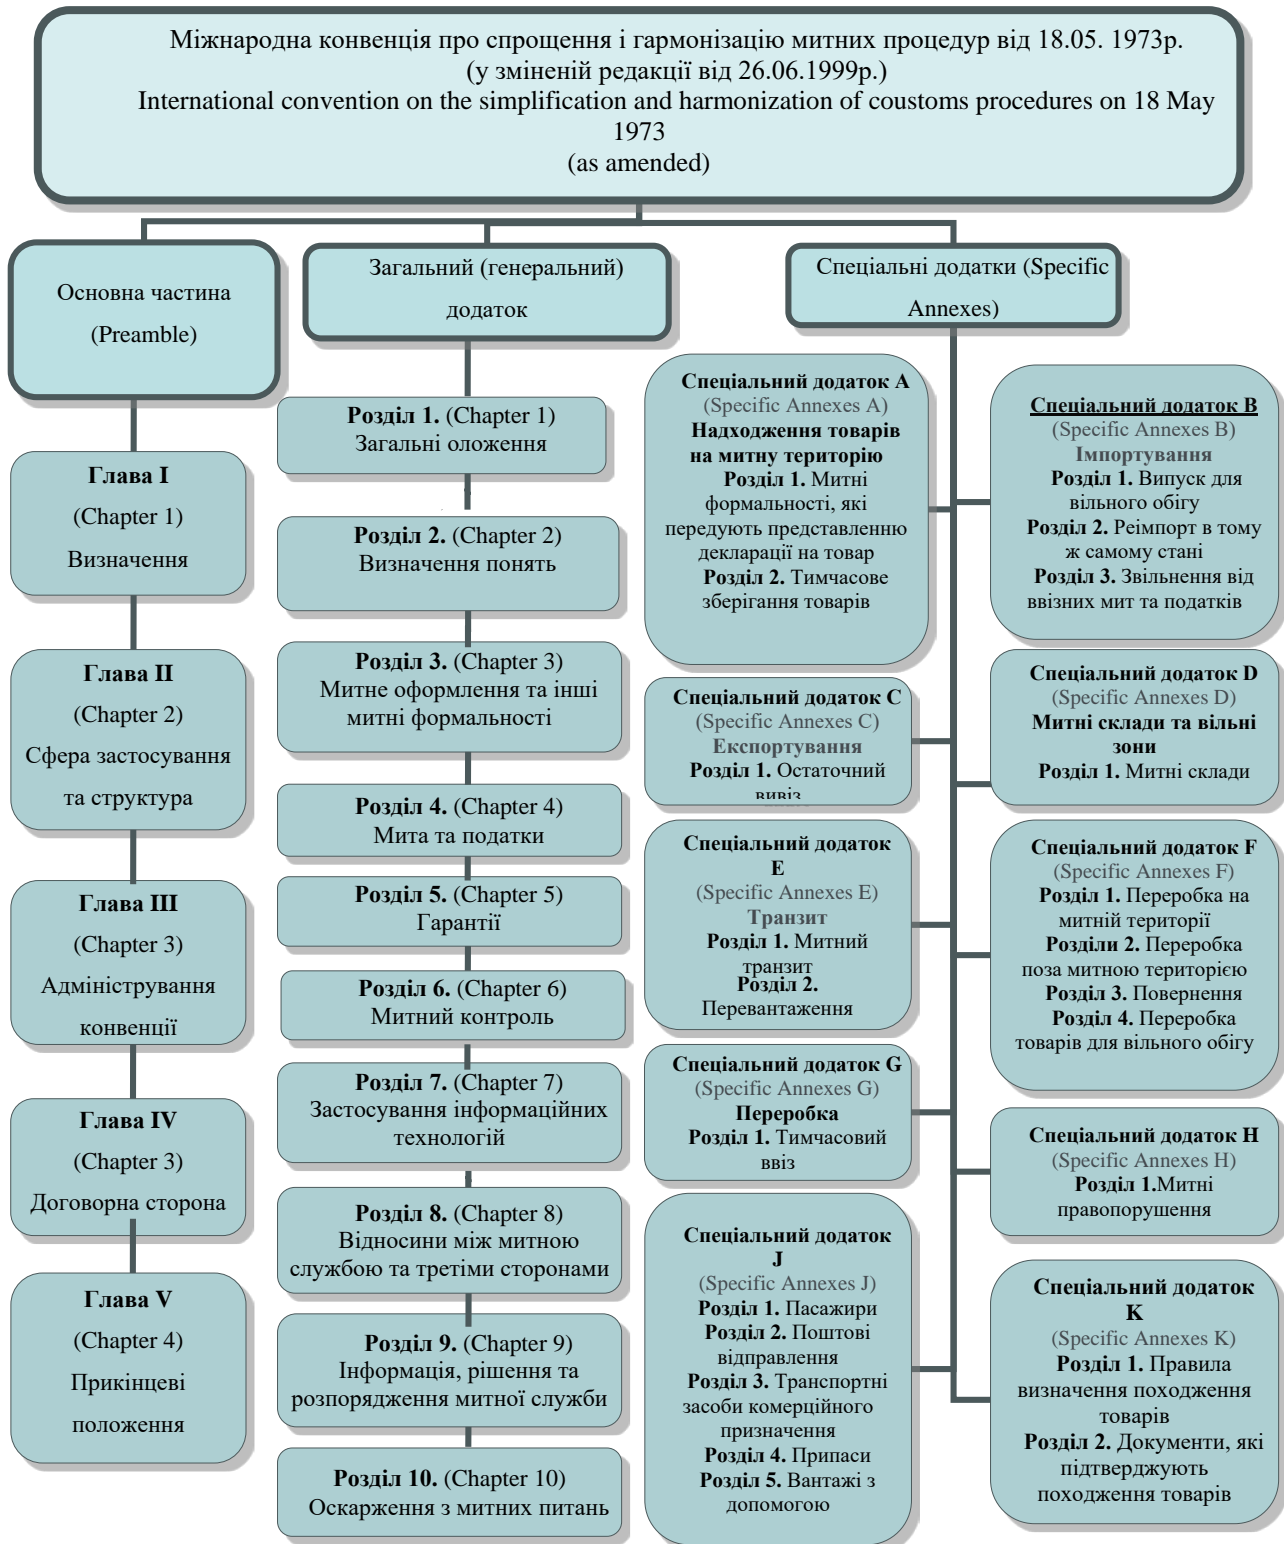 Міжнародна конвенція про спрощення і гармонізацію митних процедур від 18.05. 1973р.
(у зміненій редакції від 26.06.1999р.)
International convention on the simplification and harmonization of coustoms procedures on 18 May
1973
(as amended)
Основна частина
(Preamble)
Глава I
(Chapter 1)
Визначення
Глава II
(Chapter 2)
Сфера застосування
та структура
Глава III
(Chapter 3)
Адміністрування
конвенції
Глава IV
(Chapter 3)
Договорна сторона
Глава V
(Chapter 4)
Прикінцеві
положення
Загальний (генеральний)
додаток
Розділ 1. (Chapter 1)
Загальні оложення
Розділ 2. (Chapter 2)
Визначення понять
Розділ 3. (Chapter 3)
Митне оформлення та інші
митні формальності
Розділ 4. (Chapter 4)
Мита та податки
Розділ 5. (Chapter 5)
Гарантії
Розділ 6. (Chapter 6)
Митний контроль
Розділ 7. (Chapter 7)
Застосування інформаційних
технологій
Розділ 8. (Chapter 8)
Відносини між митною
службою та третіми сторонами
Розділ 9. (Chapter 9)
Інформація, рішення та
розпорядження митної служби
Розділ 10. (Chapter 10)
Оскарження з митних питань
Спеціальні додатки (Specific
Annexes)
Спеціальний додаток A
(Specific Annexes A)
Надходження товарів
на митну територію
Розділ 1. Митні
формальності, які
передують представленню
декларації на товар
Розділ 2. Тимчасове
зберігання товарів
Спеціальний додаток B
(Specific Annexes B)
Імпортування
Розділ 1. Випуск для
вільного обігу
Розділ 2. Реімпорт в тому
ж самому стані
Розділ 3. Звільнення від
ввізних мит та податків
Спеціальний додаток C
(Specific Annexes C)
Експортування
Розділ 1. Остаточний
вивіз
Спеціальний додаток D
(Specific Annexes D)
Митні склади та вільні
зони
Розділ 1. Митні склади
Спеціальний додаток
E
(Specific Annexes E)
Транзит
Розділ 1. Митний
транзит
Розділ 2.
Перевантаження
Спеціальний додаток F
(Specific Annexes F)
Розділ 1. Переробка на
митній території
Розділи 2. Переробка
поза митною територією
Розділ 3. Повернення
Розділ 4. Переробка
товарів для вільного обігу
Спеціальний додаток G
(Specific Annexes G)
Переробка
Розділ 1. Тимчасовий
ввіз
Спеціальний додаток H
(Specific Annexes H)
Розділ 1.Митні
правопорушення
Спеціальний додаток
J
(Specific Annexes J)
Розділ 1. Пасажири
Розділ 2. Поштові
відправлення
Розділ 3. Транспортні
засоби комерційного
призначення
Розділ 4. Припаси
Розділ 5. Вантажі з
допомогою
Спеціальний додаток
K
(Specific Annexes K)
Розділ 1. Правила
визначення походження
товарів
Розділ 2. Документи, які
підтверджують
походження товарів